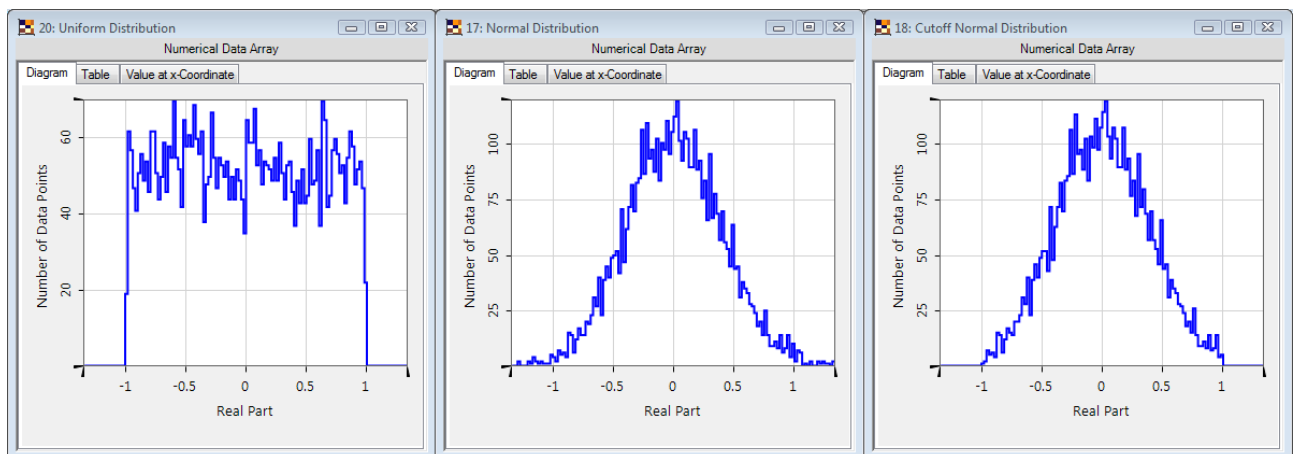 20: Uniform Distribution
Numerical Data Array
Diagram Table Value at x-Coordinate
Number of Data Points
60
40
20
-1 -0.5 0 0.5 1
Real Part
17: Normal Distribution
Numerical Data Array
Diagram Table Value at x-Coordinate
Number of Data Points
100
75
50
25
-1 -0.5 0 0.5 1
Real Part
18: Cutoff Normal Distribution
Numerical Data Array
Diagram Table Value at x-Coordinate
Number of Data Points
100
75
50
25
-1 -0.5 0 0.5 1
Real Part